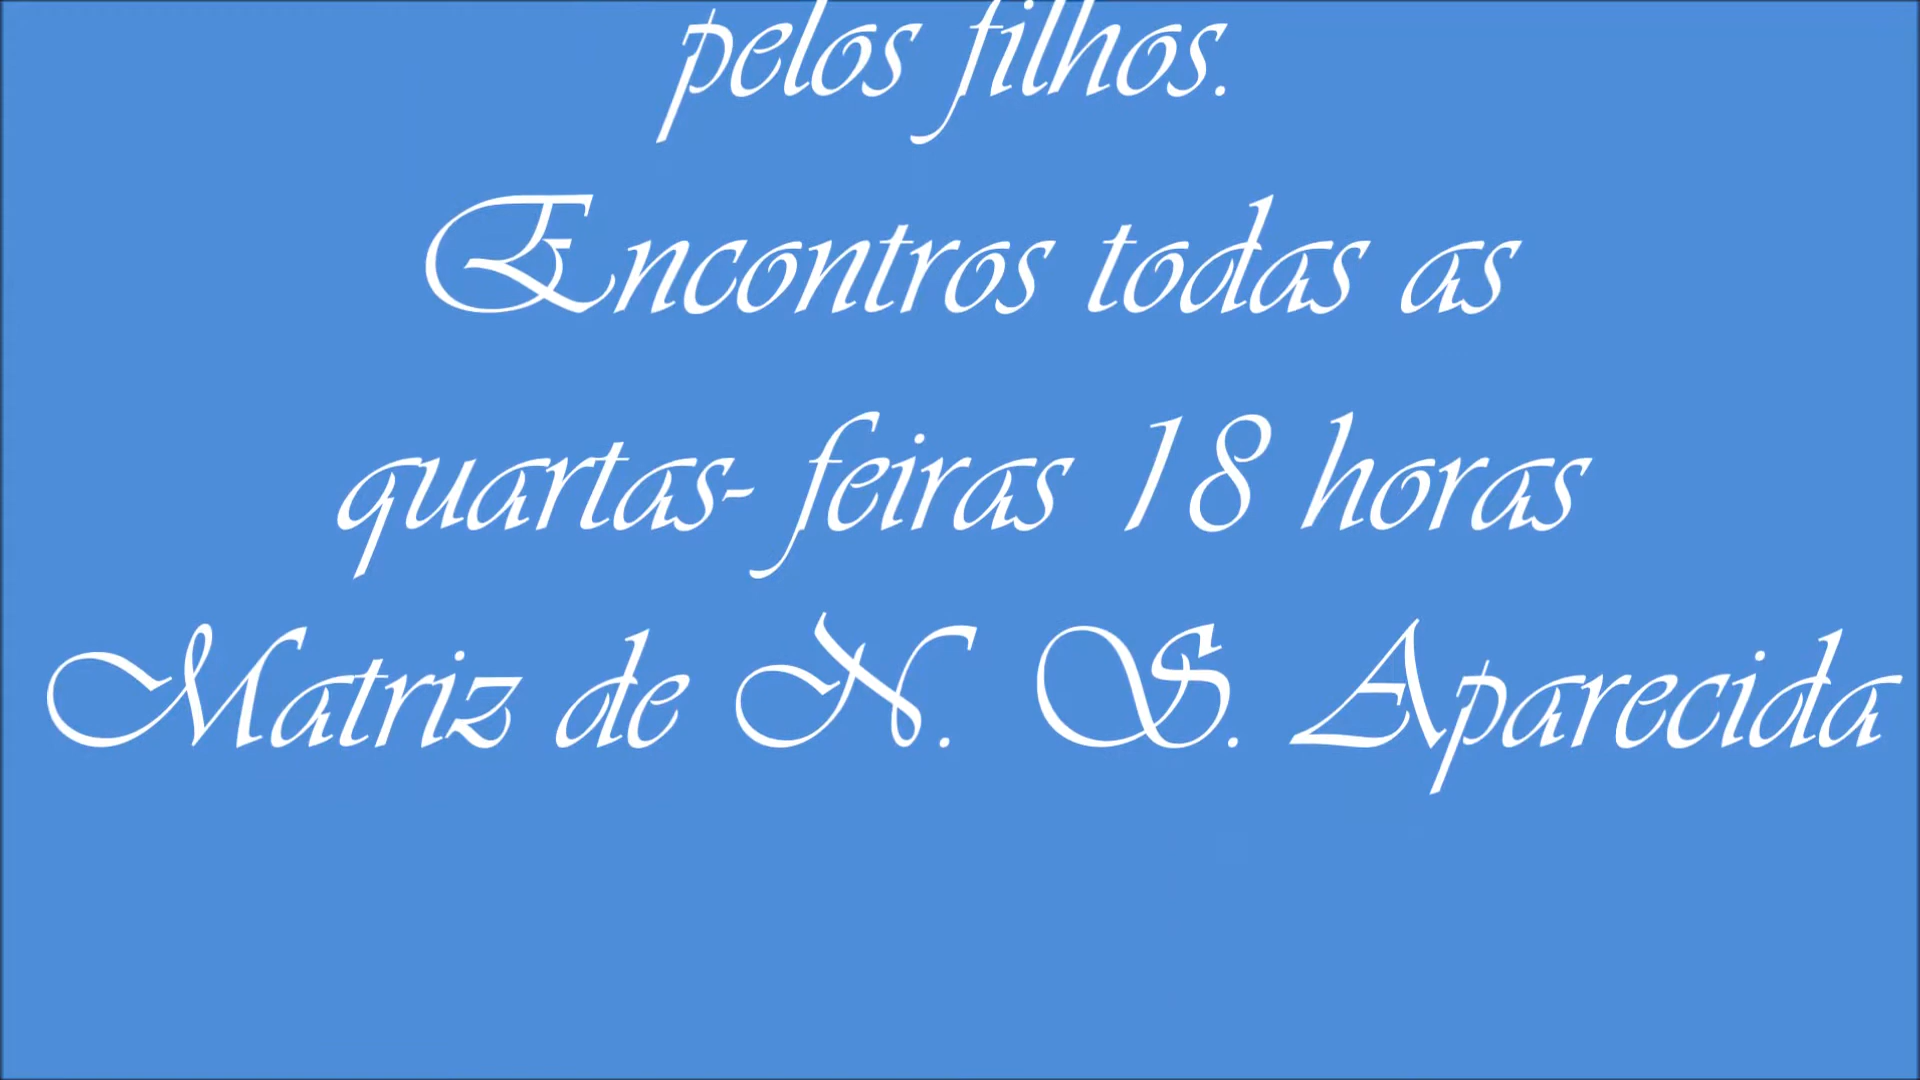 pelos filhos.
Encontros todas as
quartas- feiras 18 horas
Matriz de N. S. Aparecida